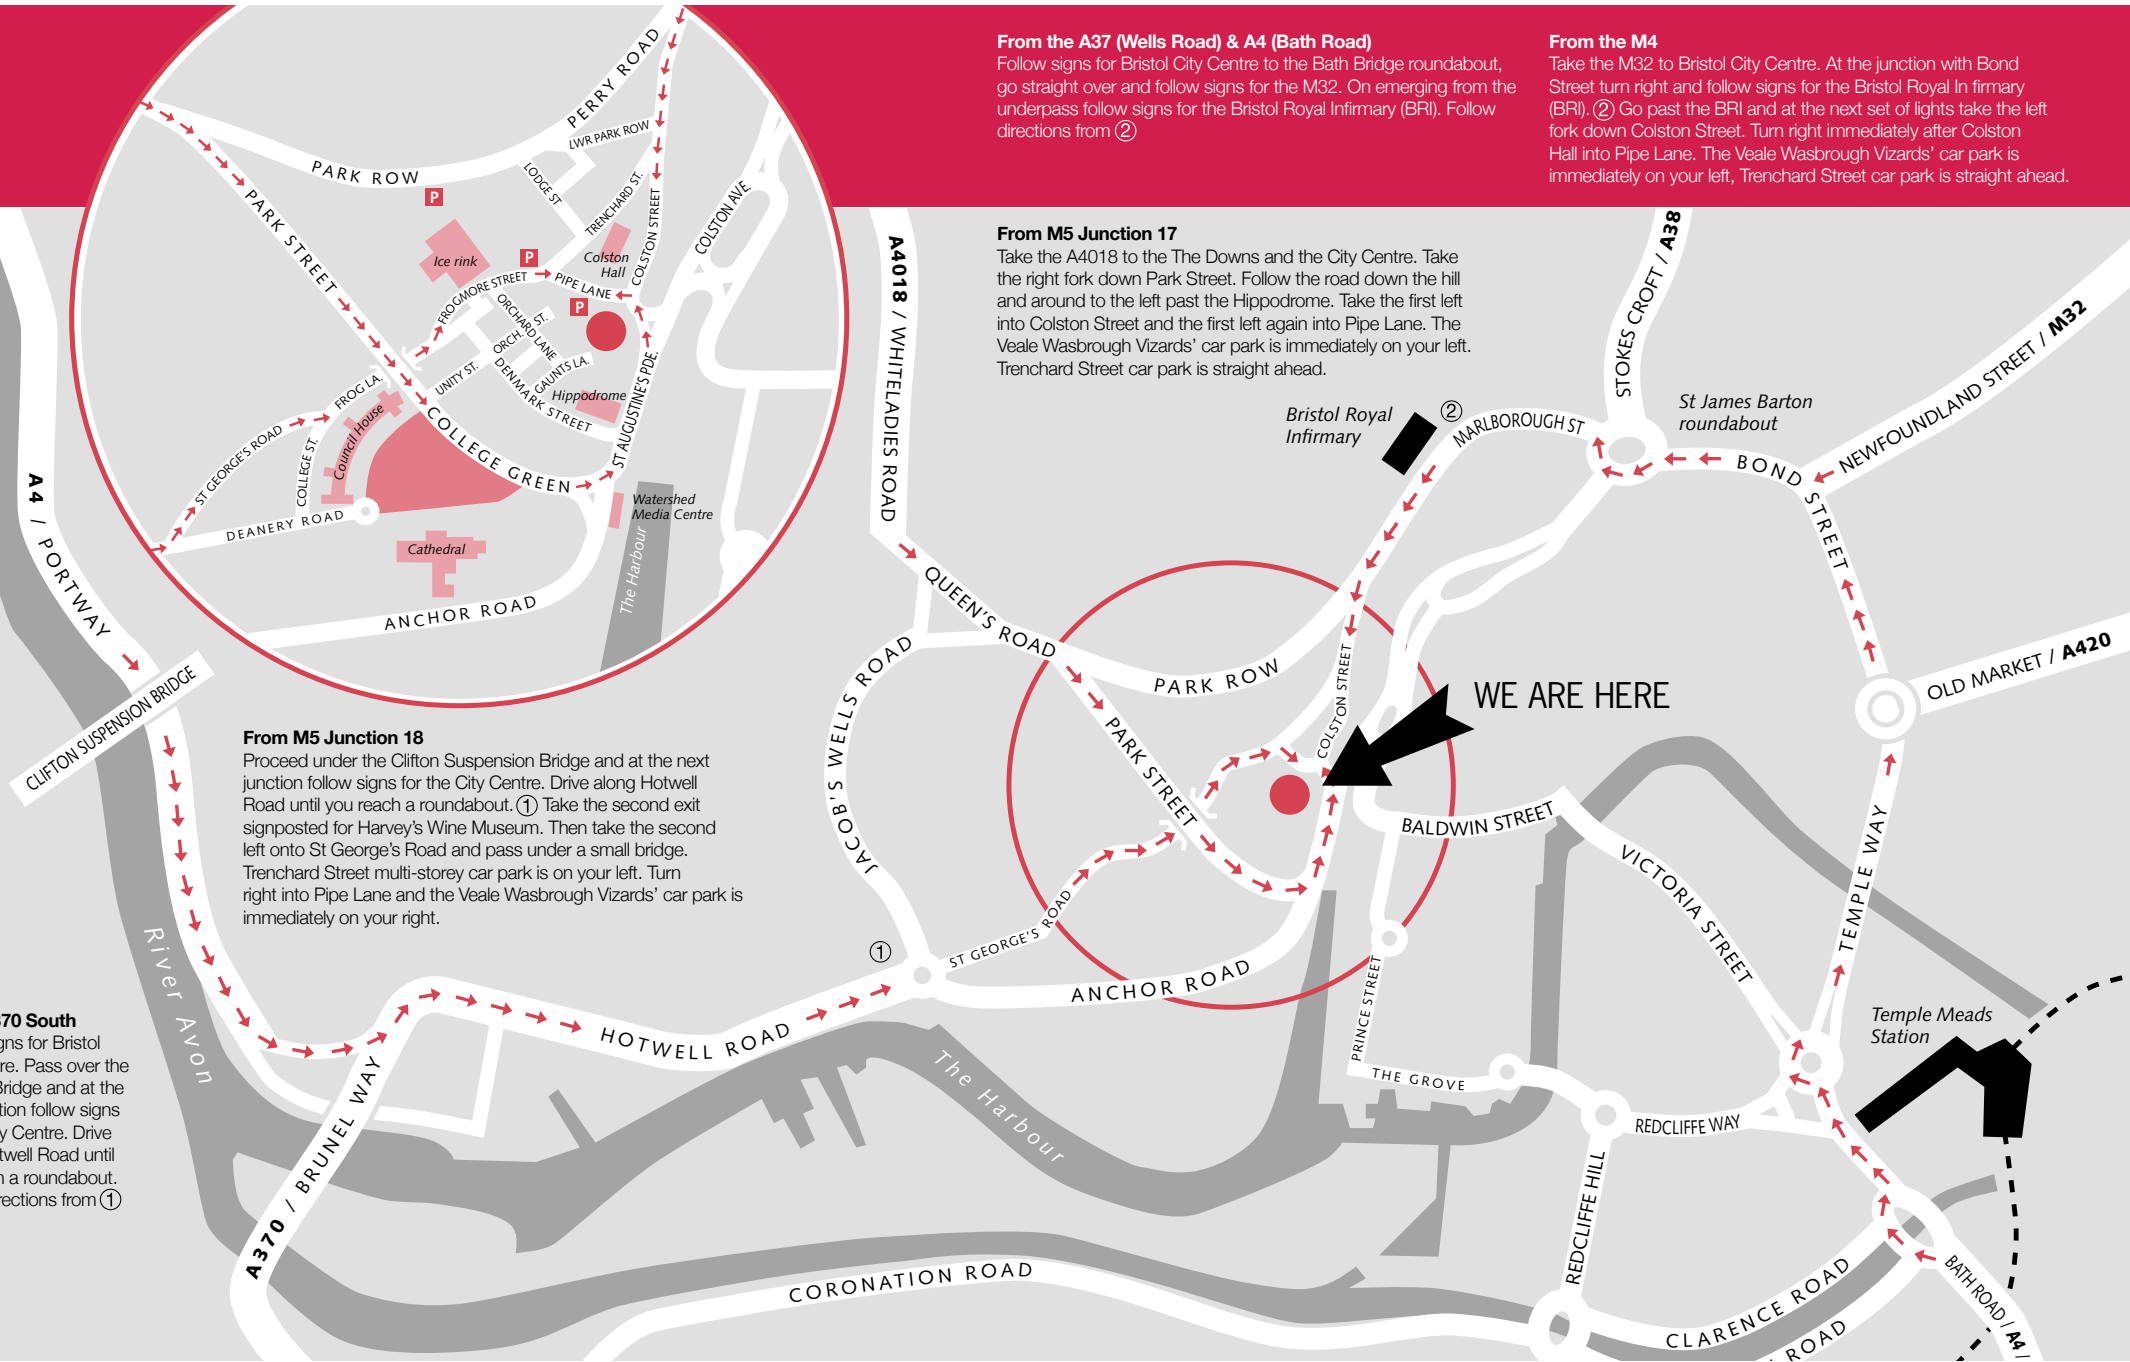 From the A37 (Wells Road) & A4 (Bath Road)
Follow signs for Bristol City Centre to the Bath Bridge roundabout,
go straight over and follow signs for the M32. On emerging from the
underpass follow signs for the Bristol Royal Infirmary (BRI). Follow
directions from ②
From the M4
Take the M32 to Bristol City Centre. At the junction with Bond
Street turn right and follow signs for the Bristol Royal In firmary
(BRI). ② Go past the BRI and at the next set of lights take the left
fork down Colston Street. Turn right immediately after Colston
Hall into Pipe Lane. The Veale Wasbrough Vizards' car park is
immediately on your left, Trenchard Street car park is straight ahead.
From M5 Junction 17
Take the A4018 to the The Downs and the City Centre. Take
the right fork down Park Street. Follow the road down the hill
and around to the left past the Hippodrome. Take the first left
into Colston Street and the first left again into Pipe Lane. The
Veale Wasbrough Vizards' car park is immediately on your left.
Trenchard Street car park is straight ahead.
From M5 Junction 18
Proceed under the Clifton Suspension Bridge and at the next
junction follow signs for the City Centre. Drive along Hotwell
Road until you reach a roundabout. ① Take the second exit
signposted for Harvey's Wine Museum. Then take the second
left onto St George's Road and pass under a small bridge.
Trenchard Street multi-storey car park is on your left. Turn
right into Pipe Lane and the Veale Wasbrough Vizards' car park is
immediately on your right.
70 South
gns for Bristol
re. Pass over the
Bridge and at the
tion follow signs
y Centre. Drive
twell Road until
n a roundabout.
rections from ①
PERRY ROAD
LWR PARK ROW
PARK ROW
P
LODGE ST
TRENCHARD ST.
COLSTON STREET
COLSTON AVE
PARK STREET
Ice rink
P
Colston
Hall
FROGMORE STREET
PIPE LANE
P
ORCHARD LANE
ORCH. ST.
UNITY ST.
GAUNTS LA.
DENMARK STREET
Hippodrome
ST AUGUSTINE'S PDE.
FROG LA.
Council House
COLLEGE GREEN
ST GEORGE'S ROAD
COLLEGE ST.
DEANERY ROAD
Watershed
Media Centre
The Harbour
Cathedral
ANCHOR ROAD
A4 / PORTWAY
CLIFTON SUSPENSION BRIDGE
River Avon
A370 / BRUNEL WAY
HOTWELL ROAD
The Harbour
CORONATION ROAD
A4018 / WHITELADIES ROAD
QUEEN'S ROAD
JACOB'S WELLS ROAD
①
ST GEORGE'S ROAD
ANCHOR ROAD
PARK ROW
PARK STREET
COLSTON STREET
WE ARE HERE
Bristol Royal
Infirmary
②
MARLBOROUGH ST
STOKES CROFT / A38
St James Barton
roundabout
NEWFOUNDLAND STREET / M32
BOND STREET
OLD MARKET / A420
BALDWIN STREET
VICTORIA STREET
TEMPLE WAY
PRINCE STREET
THE GROVE
REDCLIFFE WAY
REDCLIFFE HILL
Temple Meads
Station
CLARENCE ROAD
ROAD
BATH ROAD / A4 /